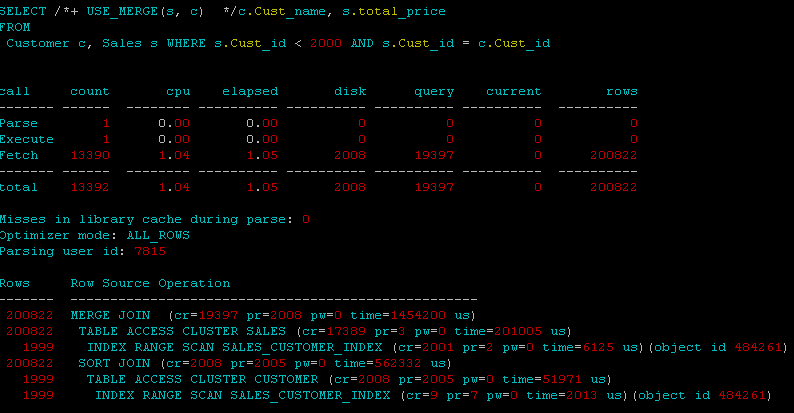 SELECT /*+ USE_MERGE(s, c)  */c.Cust_name, s.total_price
FROM
 Customer c, Sales s WHERE s.Cust_id < 2000 AND s.Cust_id = c.Cust_id
call     count       cpu    elapsed       disk      query    current        rows
------- ------  -------- ---------- ---------- ---------- ----------  ----------
Parse        1      0.00       0.00          0          0          0           0
Execute      1      0.00       0.00          0          0          0           0
Fetch    13390      1.04       1.05       2008      19397          0      200822
------- ------  -------- ---------- ---------- ---------- ----------  ----------
total    13392      1.04       1.05       2008      19397          0      200822
Misses in library cache during parse: 0
Optimizer mode: ALL_ROWS
Parsing user id: 7815
Rows     Row Source Operation
-------  ---------------------------------------------------
 200822  MERGE JOIN  (cr=19397 pr=2008 pw=0 time=1454200 us)
 200822   TABLE ACCESS CLUSTER SALES (cr=17389 pr=3 pw=0 time=201005 us)
   1999    INDEX RANGE SCAN SALES_CUSTOMER_INDEX (cr=2001 pr=2 pw=0 time=6125 us)(object id 484261)
 200822   SORT JOIN (cr=2008 pr=2005 pw=0 time=562332 us)
   1999    TABLE ACCESS CLUSTER CUSTOMER (cr=2008 pr=2005 pw=0 time=51971 us)
   1999     INDEX RANGE SCAN SALES_CUSTOMER_INDEX (cr=9 pr=7 pw=0 time=2013 us)(object id 484261)